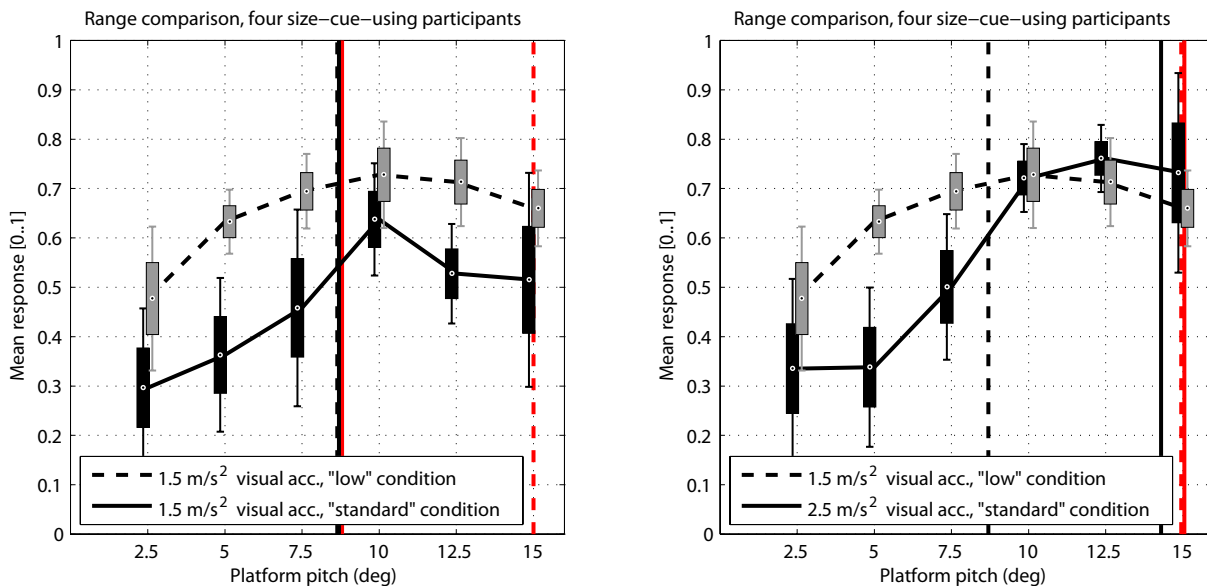 Range comparison, four size−cue−using participants
1
0.9
0.8
0.7
0.6
0.5
0.4
0.3
0.2
0.1
0
Mean response [0..1]
1.5 m/s² visual acc., "low" condition
1.5 m/s² visual acc., "standard" condition
2.5 5 7.5 10 12.5 15
Platform pitch (deg)
Range comparison, four size−cue−using participants
1
0.9
0.8
0.7
0.6
0.5
0.4
0.3
0.2
0.1
0
Mean response [0..1]
1.5 m/s² visual acc., "low" condition
2.5 m/s² visual acc., "standard" condition
2.5 5 7.5 10 12.5 15
Platform pitch (deg)